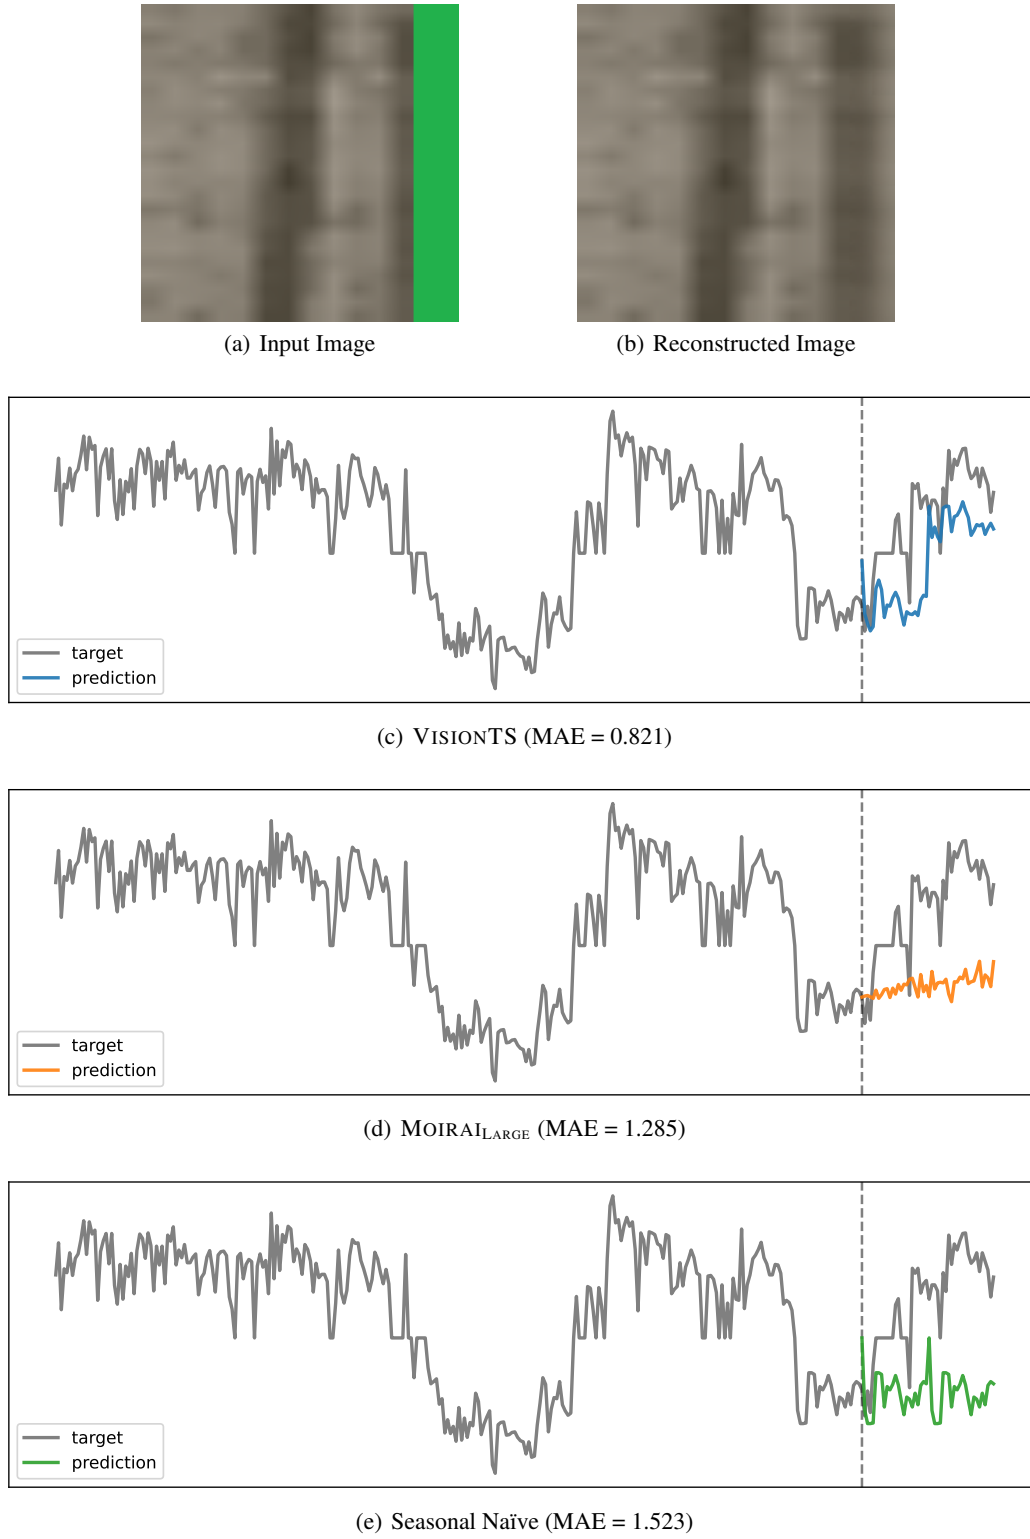 (a) Input Image
(b) Reconstructed Image
target
prediction
(c) VISIONTS (MAE = 0.821)
target
prediction
(d) MOIRAILARGE (MAE = 1.285)
target
prediction
(e) Seasonal Naïve (MAE = 1.523)